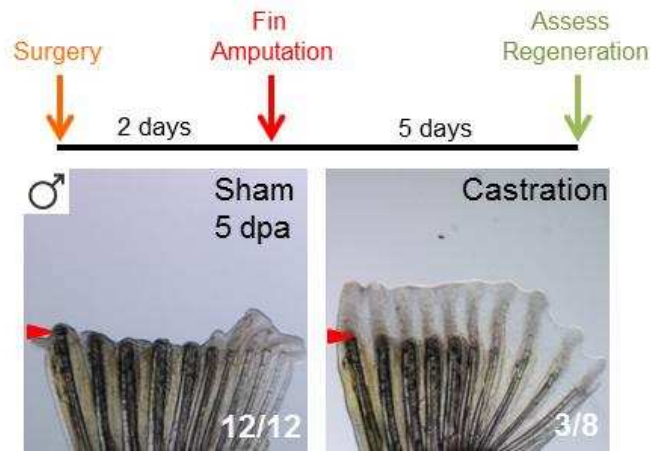 Surgery
Fin
Amputation
Assess
Regeneration
2 days
5 days
♂
Sham
5 dpa
Castration
12/12
3/8